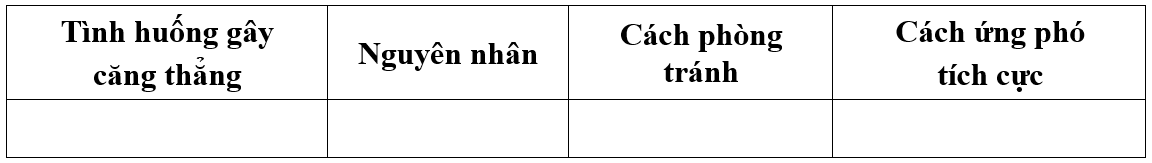 Tình huống gây
căng thẳng
Nguyên nhân
Cách phòng
tránh
Cách ứng phó
tích cực